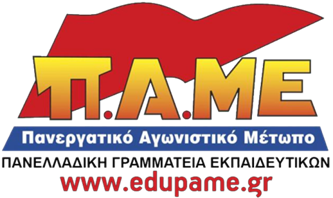 Π.Α.ΜΕ
Πανεργατικό Αγωνιστικό Μέτωπο
ΠΑΝΕΛΛΑΔΙΚΗ ΓΡΑΜΜΑΤΕΙΑ ΕΚΠΑΙΔΕΥΤΙΚΩΝ
www.edupame.gr